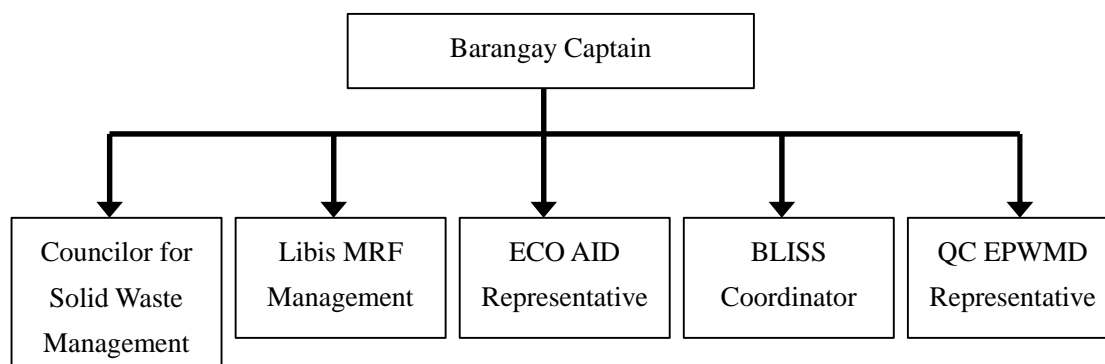 Barangay Captain
Councilor for
Solid Waste
Management
Libis MRF
Management
ECO AID
Representative
BLISS
Coordinator
QC EPWMD
Representative